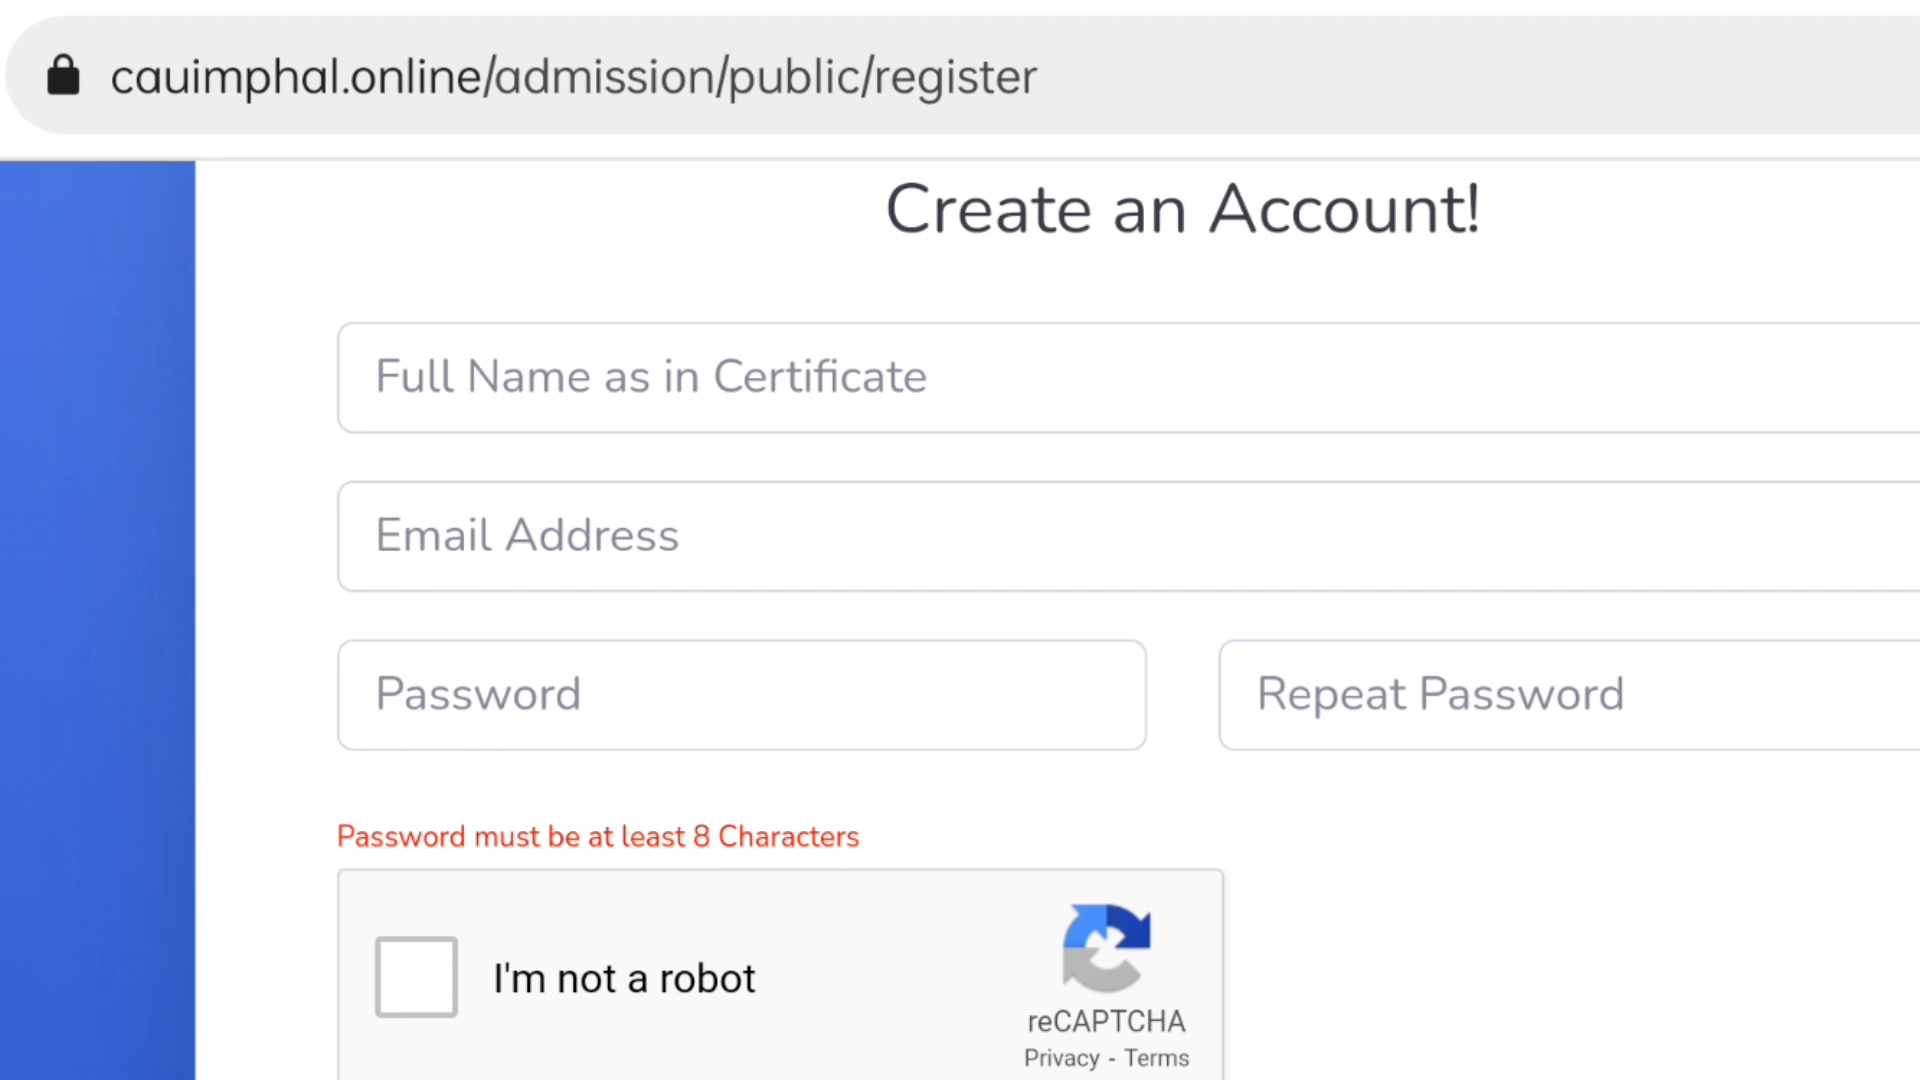 cauimphal.online/admission/public/register
Create an Account!
Full Name as in Certificate
Email Address
Password
Repeat Password
Password must be at least 8 Characters
I'm not a robot
reCAPTCHA
Privacy - Terms